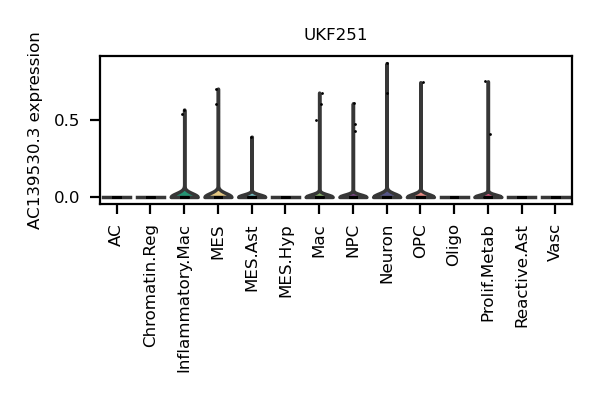 UKF251
AC139530.3 expression
0.5
0.0
AC
Chromatin.Reg
Inflammatory.Mac
MES
MES.Ast
MES.Hyp
Mac
NPC
Neuron
OPC
Oligo
Prolif.Metab
Reactive.Ast
Vasc